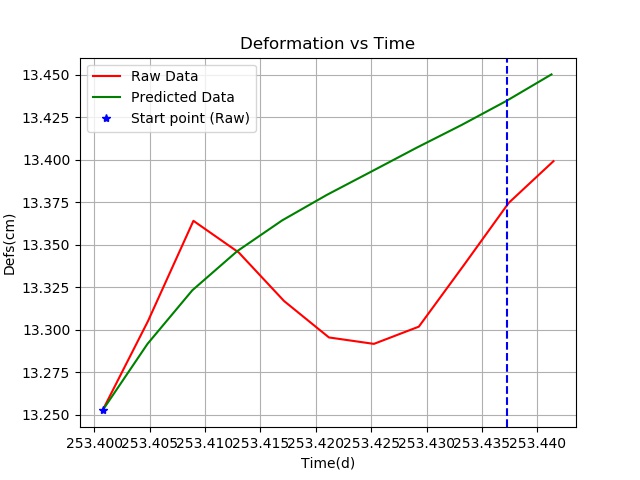 Deformation vs Time
Raw Data
Predicted Data
Start point (Raw)
13.450
13.425
13.400
13.375
13.350
13.325
13.300
13.275
13.250
Defs(cm)
253.400 253.405 253.410 253.415 253.420 253.425 253.430 253.435 253.440
Time(d)